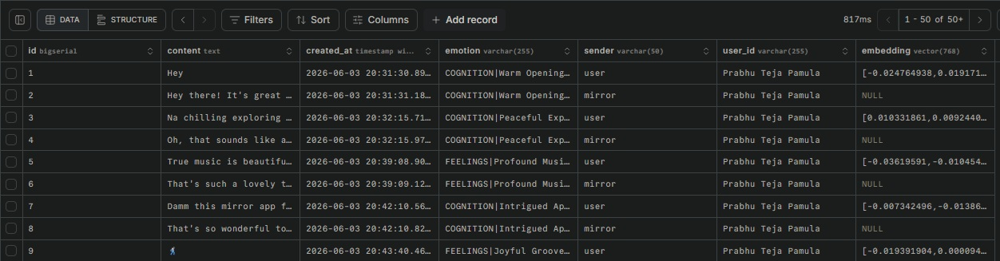 DATA STRUCTURE Filters Sort Columns Add record 817ms 1 - 50 of 50+
id bigserial content text created_at timestamp wi... emotion varchar(255) sender varchar(50) user_id varchar(255) embedding vector(768)
1 Hey 2026-06-03 20:31:30.89… COGNITION|Warm Opening… user Prabhu Teja Pamula [-0.024764938,0.019171…
2 Hey there! It's great … 2026-06-03 20:31:31.18… COGNITION|Warm Opening… mirror Prabhu Teja Pamula NULL
3 Na chilling exploring … 2026-06-03 20:32:15.71… COGNITION|Peaceful Exp… user Prabhu Teja Pamula [0.010331861,0.0092440…
4 Oh, that sounds like a… 2026-06-03 20:32:15.97… COGNITION|Peaceful Exp… mirror Prabhu Teja Pamula NULL
5 True music is beautifu… 2026-06-03 20:39:08.90… FEELINGS|Profound Musi… user Prabhu Teja Pamula [-0.03619591,-0.010454…
6 That's such a lovely t… 2026-06-03 20:39:09.12… FEELINGS|Profound Musi… mirror Prabhu Teja Pamula NULL
7 Damm this mirror app f… 2026-06-03 20:42:10.56… COGNITION|Intrigued Ap… user Prabhu Teja Pamula [-0.007342496,-0.01386…
8 That's so wonderful to… 2026-06-03 20:42:10.82… COGNITION|Intrigued Ap… mirror Prabhu Teja Pamula NULL
9 2026-06-03 20:43:40.46… FEELINGS|Joyful Groove… user Prabhu Teja Pamula [-0.019391904,0.000094…